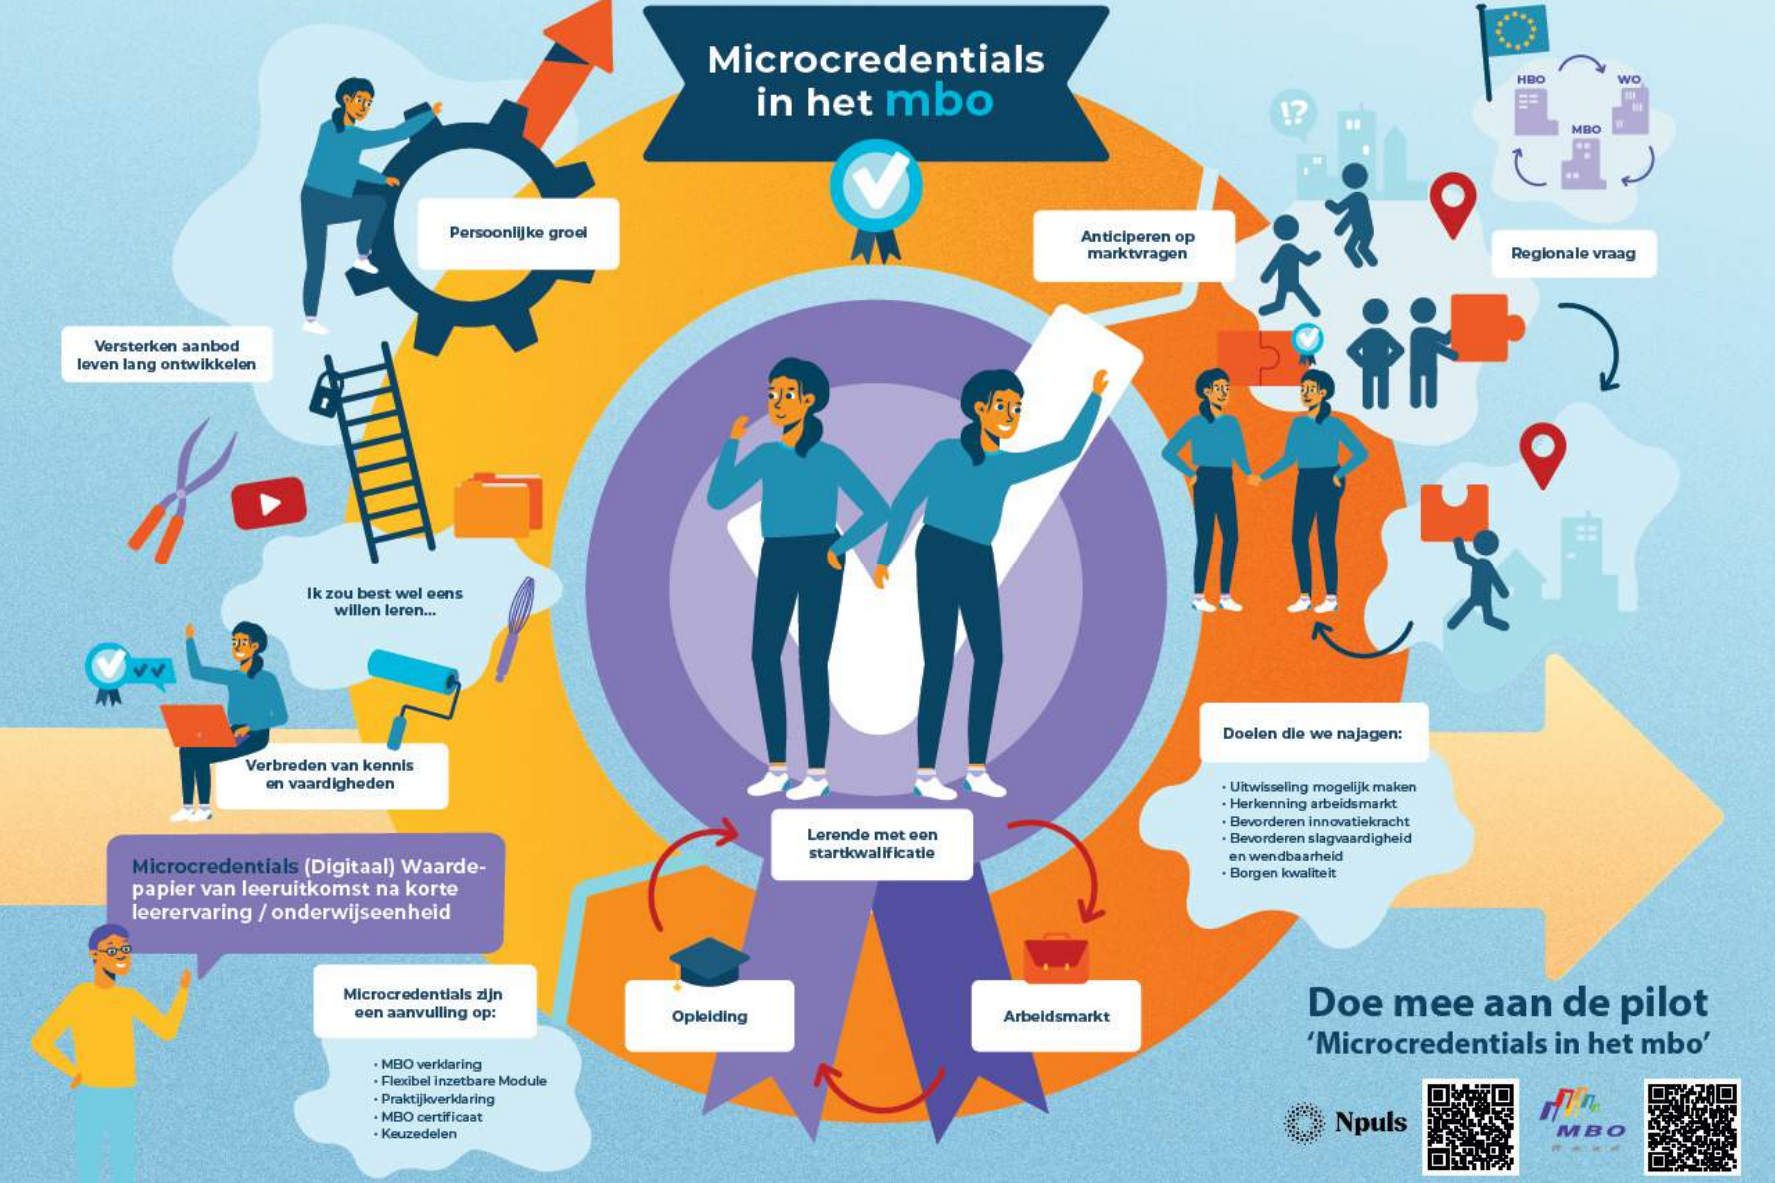 Microcredentials
in het mbo
HBO
WO
MBO
!?
Persoonlijke groei
Anticiperen op
marktvragen
Regionale vraag
Versterken aanbod
leven lang ontwikkelen
Ik zou best wel eens
willen leren...
Verbreden van kennis
en vaardigheden
Doelen die we najagen:
• Uitwisseling mogelijk maken
• Herkenning arbeidsmarkt
• Bevorderen innovatiekracht
• Bevorderen slagvaardigheid
en wendbaarheid
• Borgen kwaliteit
Lerende met een
startkwalificatie
Microcredentials (Digitaal) Waarde-
papier van leeruitkomst na korte
leerervaring / onderwijseenheid
Microcredentials zijn
een aanvulling op:
• MBO verklaring
• Flexibel inzetbare Module
• Praktijkverklaring
• MBO certificaat
• Keuzedelen
Opleiding
Arbeidsmarkt
Doe mee aan de pilot
'Microcredentials in het mbo'
Npuls
MBO